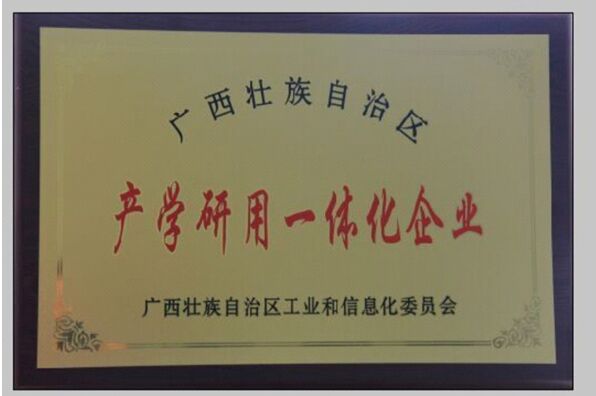 广西壮族自治区
产学研用一体化企业
广西壮族自治区工业和信息化委员会